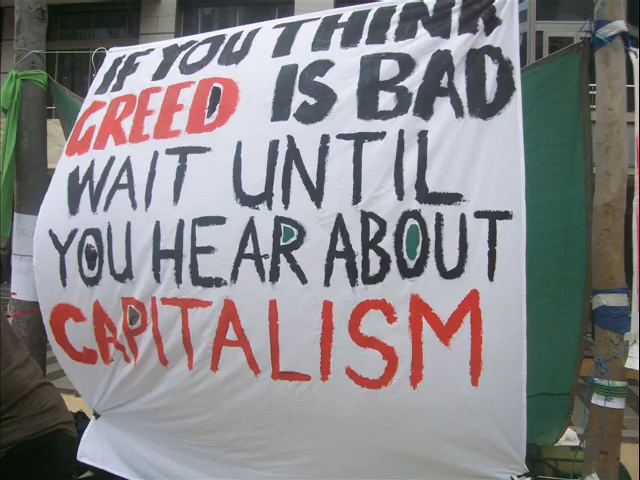 IF YOU THINK
GREED IS BAD
WAIT UNTIL
YOU HEAR ABOUT
CAPITALISM